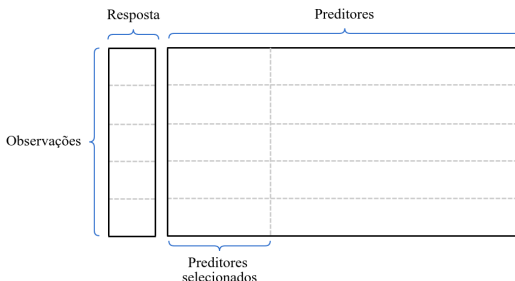 Resposta
Preditores
Observações
Preditores
selecionados